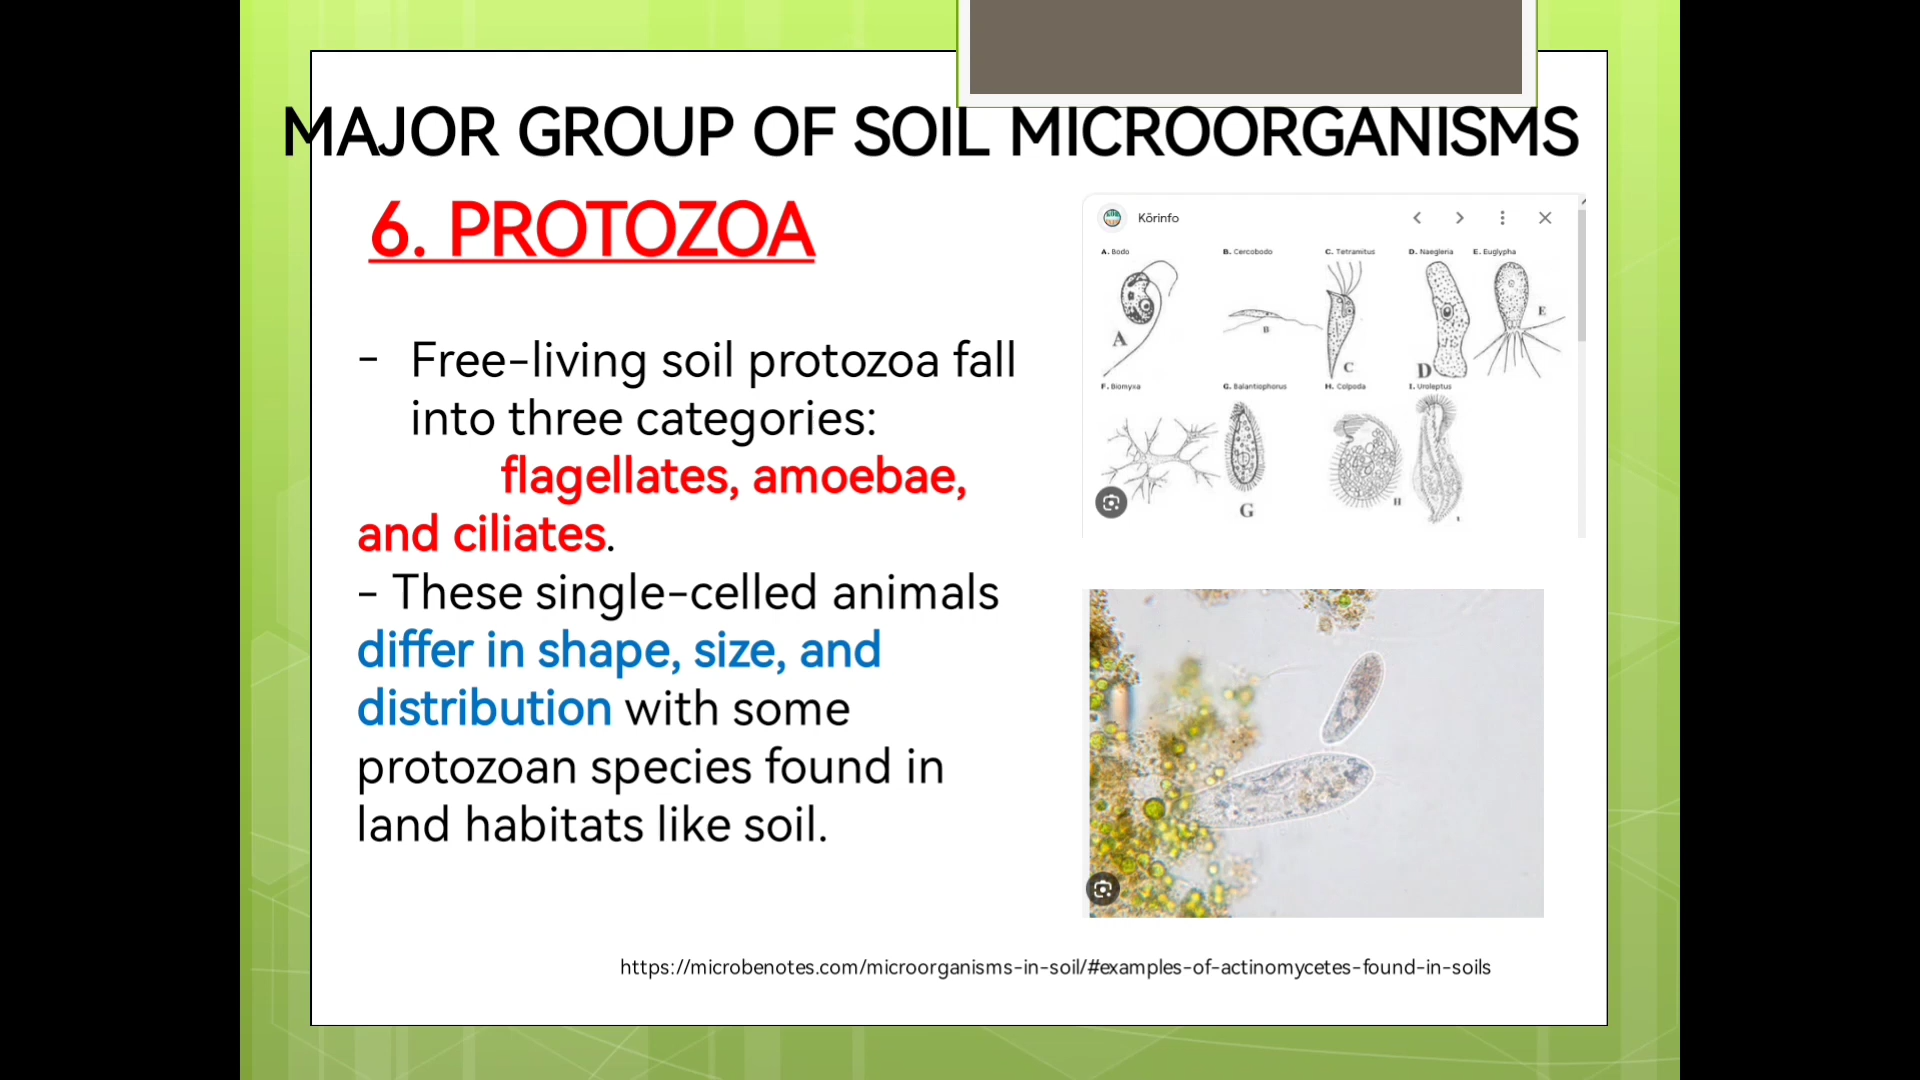 MAJOR GROUP OF SOIL MICROORGANISMS
6. PROTOZOA
- Free-living soil protozoa fall
into three categories:
flagellates, amoebae,
and ciliates.
- These single-celled animals
differ in shape, size, and
distribution with some
protozoan species found in
land habitats like soil.
Kōrinfo
A. Bodo B. Cercobodo C. Tetramitus D. Naegleria E. Euglypha
A B C D E
F. Biomyxa G. Balantiophorus H. Colpoda I. Uroleptus
G H
https://microbenotes.com/microorganisms-in-soil/#examples-of-actinomycetes-found-in-soils